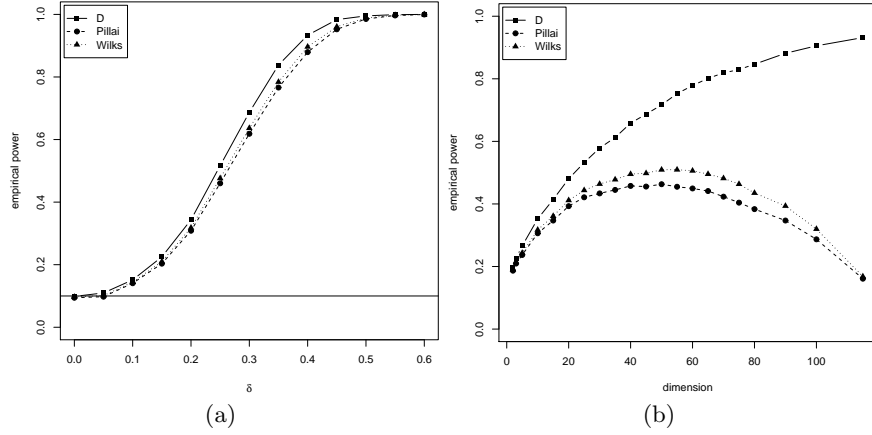 D
Pillai
Wilks
empirical power
0.0 0.2 0.4 0.6 0.8 1.0
0.0 0.1 0.2 0.3 0.4 0.5 0.6
δ
(a)
D
Pillai
Wilks
empirical power
0.0 0.2 0.4 0.6 0.8 1.0
0 20 40 60 80 100
dimension
(b)